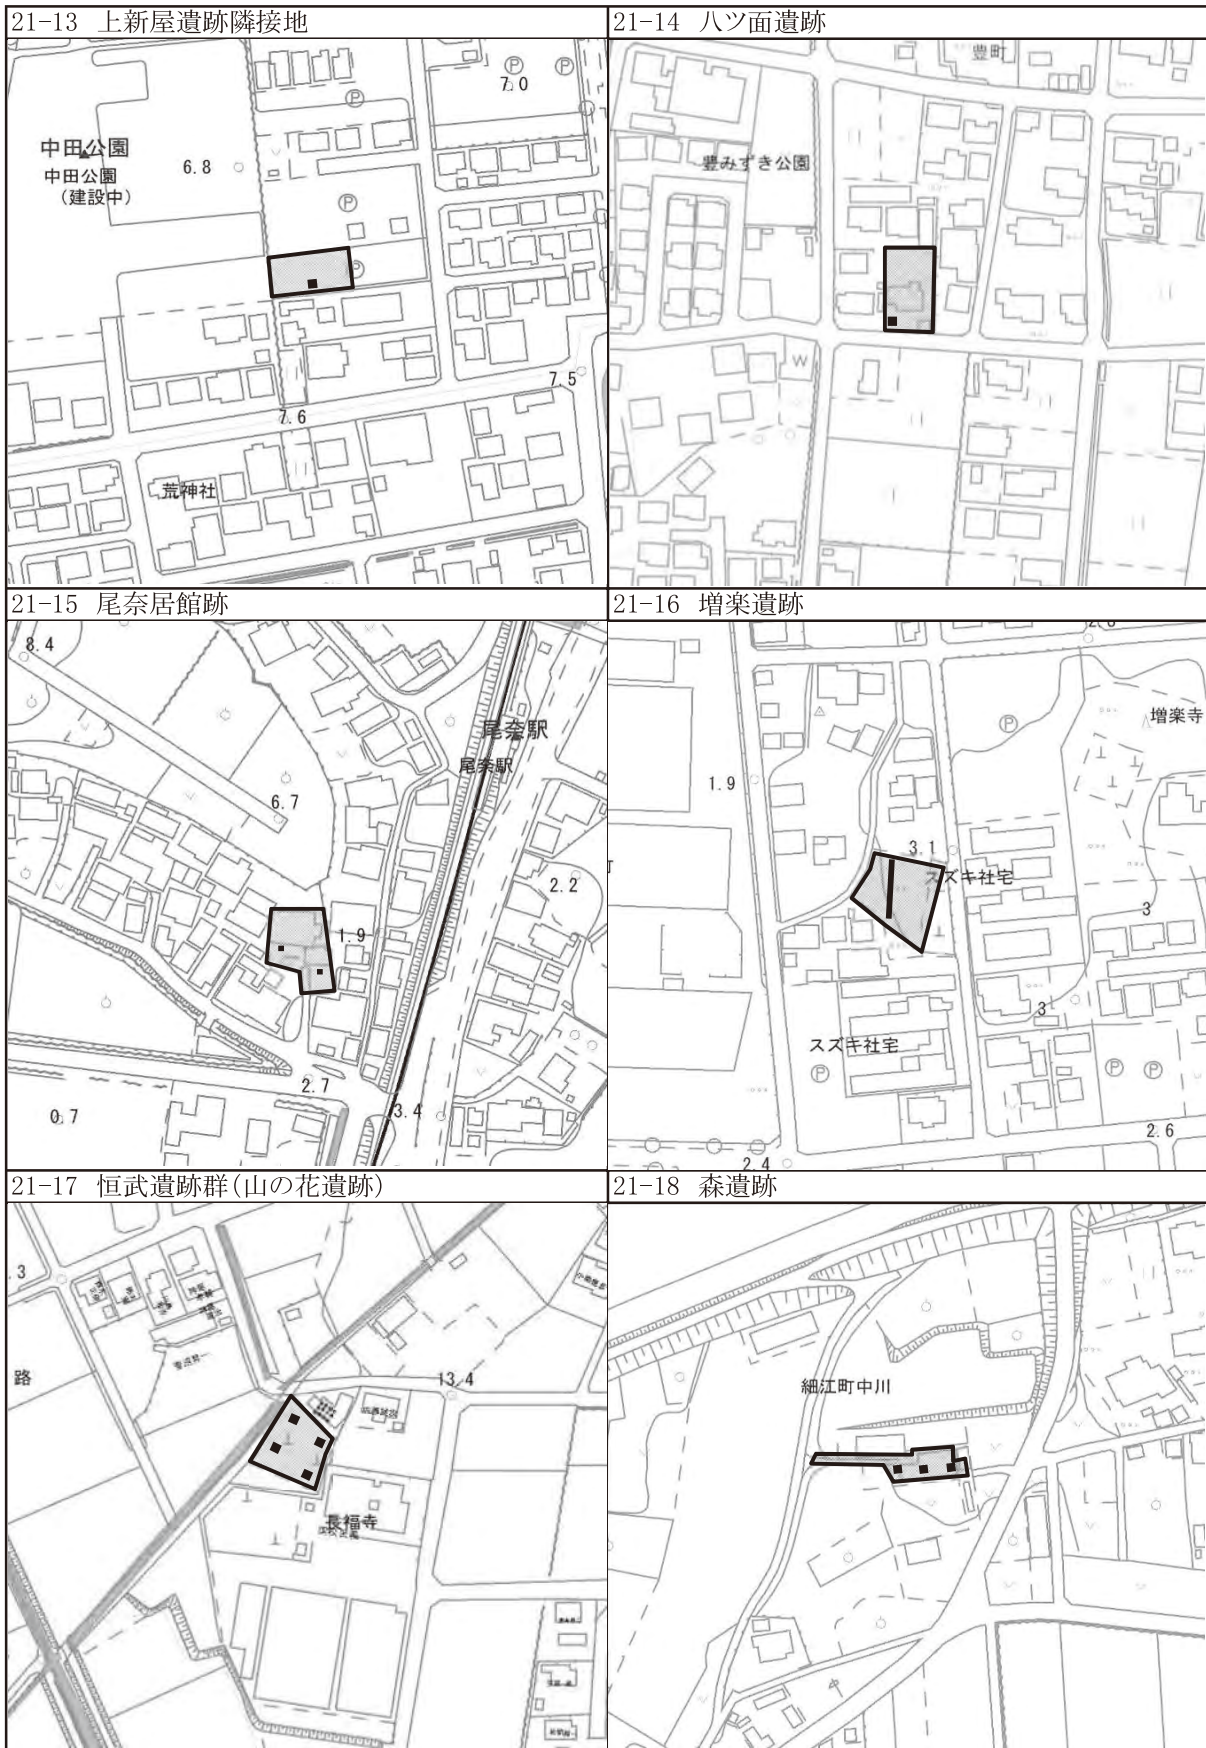 21-13 上新屋遺跡隣接地
中田公園
中田公園
(建設中)
6.8
7.0
P
P
P
P
7.5
7.6
荒神社
21-14 八ツ面遺跡
豊町
豊みずき公園
W
21-15 尾奈居館跡
8.4
6.7
尾奈駅
尾奈駅
2.2
1.9
2.7
3.4
0.7
21-16 増楽遺跡
増楽寺
P
1.9
3.1
スズキ社宅
3
3
スズキ社宅
P
P
P
2.6
2.4
21-17 恒武遺跡群(山の花遺跡)
.3
路
13.4
長福寺
21-18 森遺跡
細江町中川